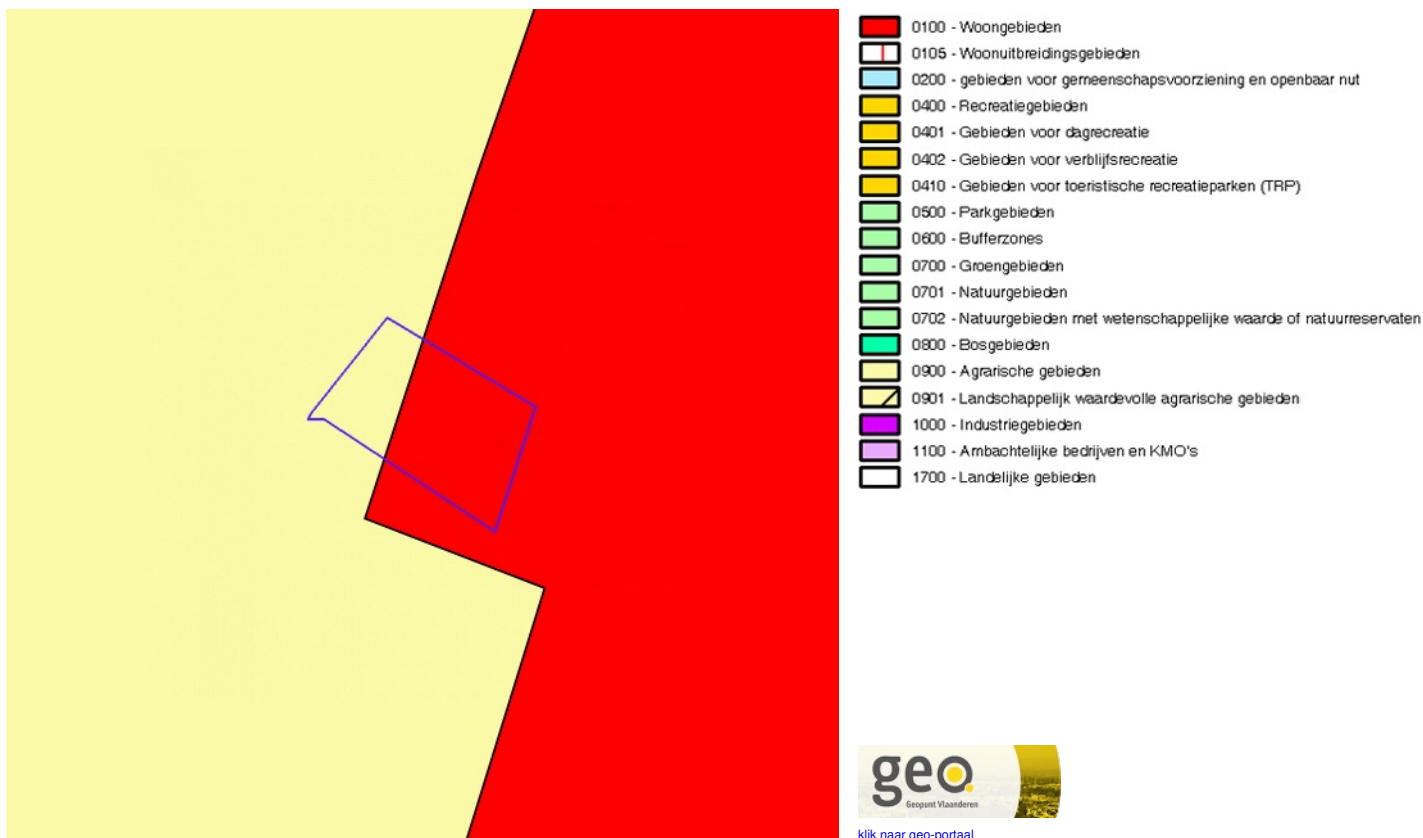 0100 - Woongebieden
0105 - Woonuitbreidingsgebieden
0200 - gebieden voor gemeenschapsvoorziening en openbaar nut
0400 - Recreatiegebieden
0401 - Gebieden voor dagrecreatie
0402 - Gebieden voor verblijfsrecreatie
0410 - Gebieden voor toeristische recreatieparken (TRP)
0500 - Parkgebieden
0600 - Bufferzones
0700 - Groengebieden
0701 - Natuurgebieden
0702 - Natuurgebieden met wetenschappelijke waarde of natuurreservaten
0800 - Bosgebieden
0900 - Agrarische gebieden
0901 - Landschappelijk waardevolle agrarische gebieden
1000 - Industriegebieden
1100 - Ambachtelijke bedrijven en KMO's
1700 - Landelijke gebieden
geo.
Geopunt Vlaanderen
klik naar geo-portaal